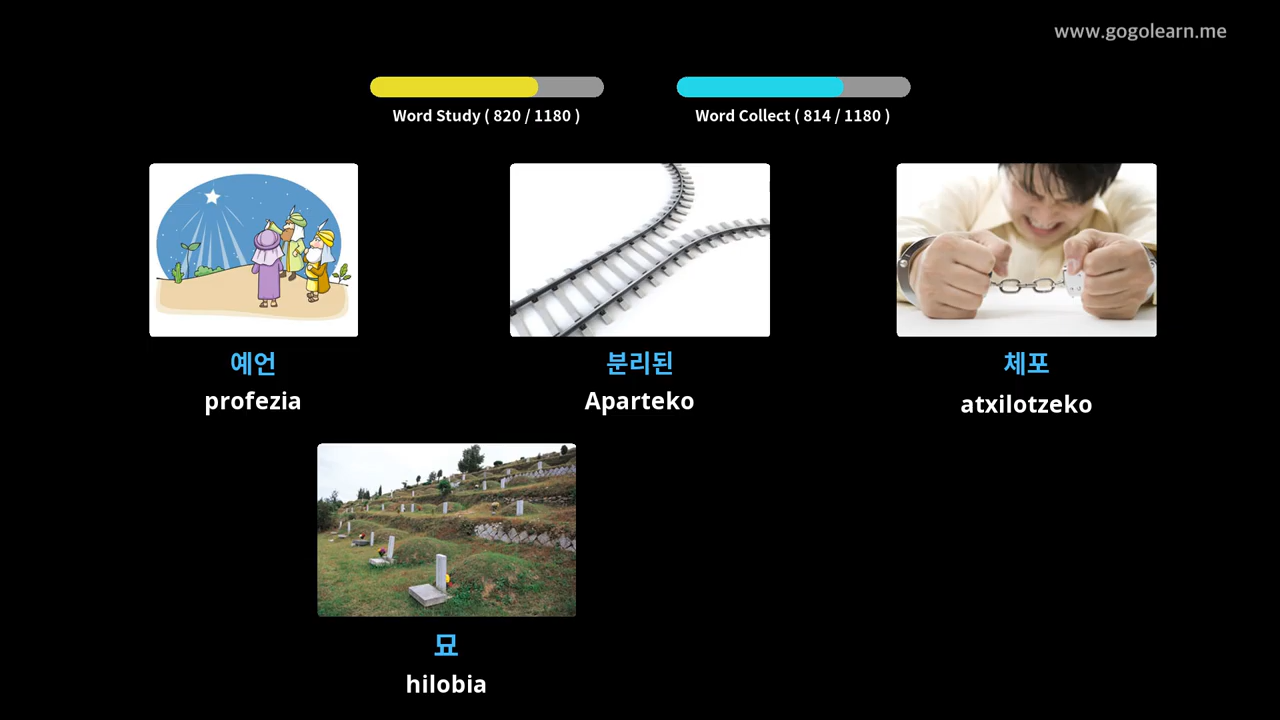 www.gogolearn.me
Word Study ( 820 / 1180 )
Word Collect ( 814 / 1180 )
예언
profezia
분리된
Aparteko
체포
atxilotzeko
묘
hilobia